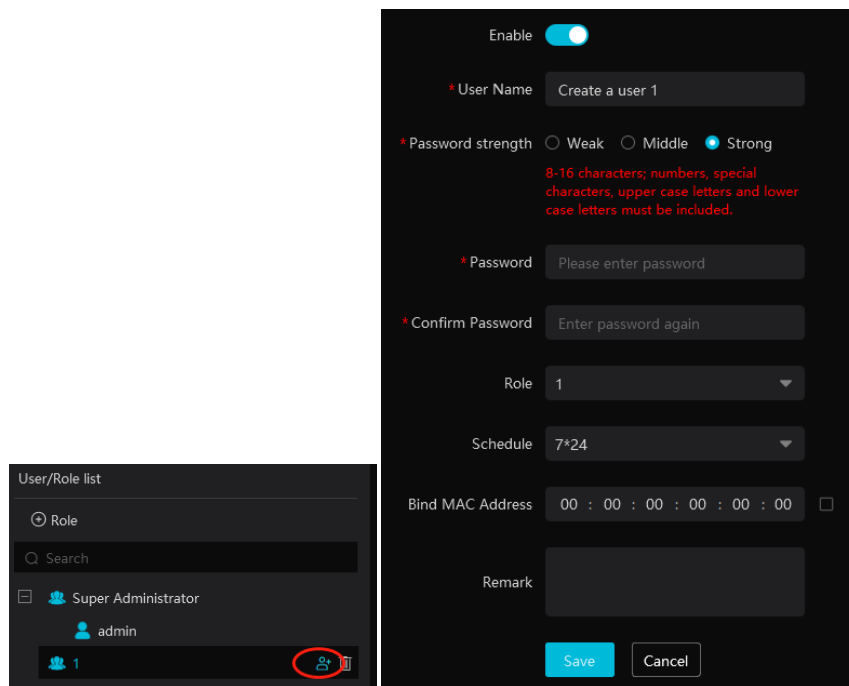 User/Role list
Role
Search
Super Administrator
admin
1
Enable
* User Name Create a user 1
* Password strength Weak Middle Strong
8-16 characters; numbers, special
characters, upper case letters and lower
case letters must be included.
* Password Please enter password
* Confirm Password Enter password again
Role 1
Schedule 7*24
Bind MAC Address 00 : 00 : 00 : 00 : 00 : 00
Remark
Save Cancel